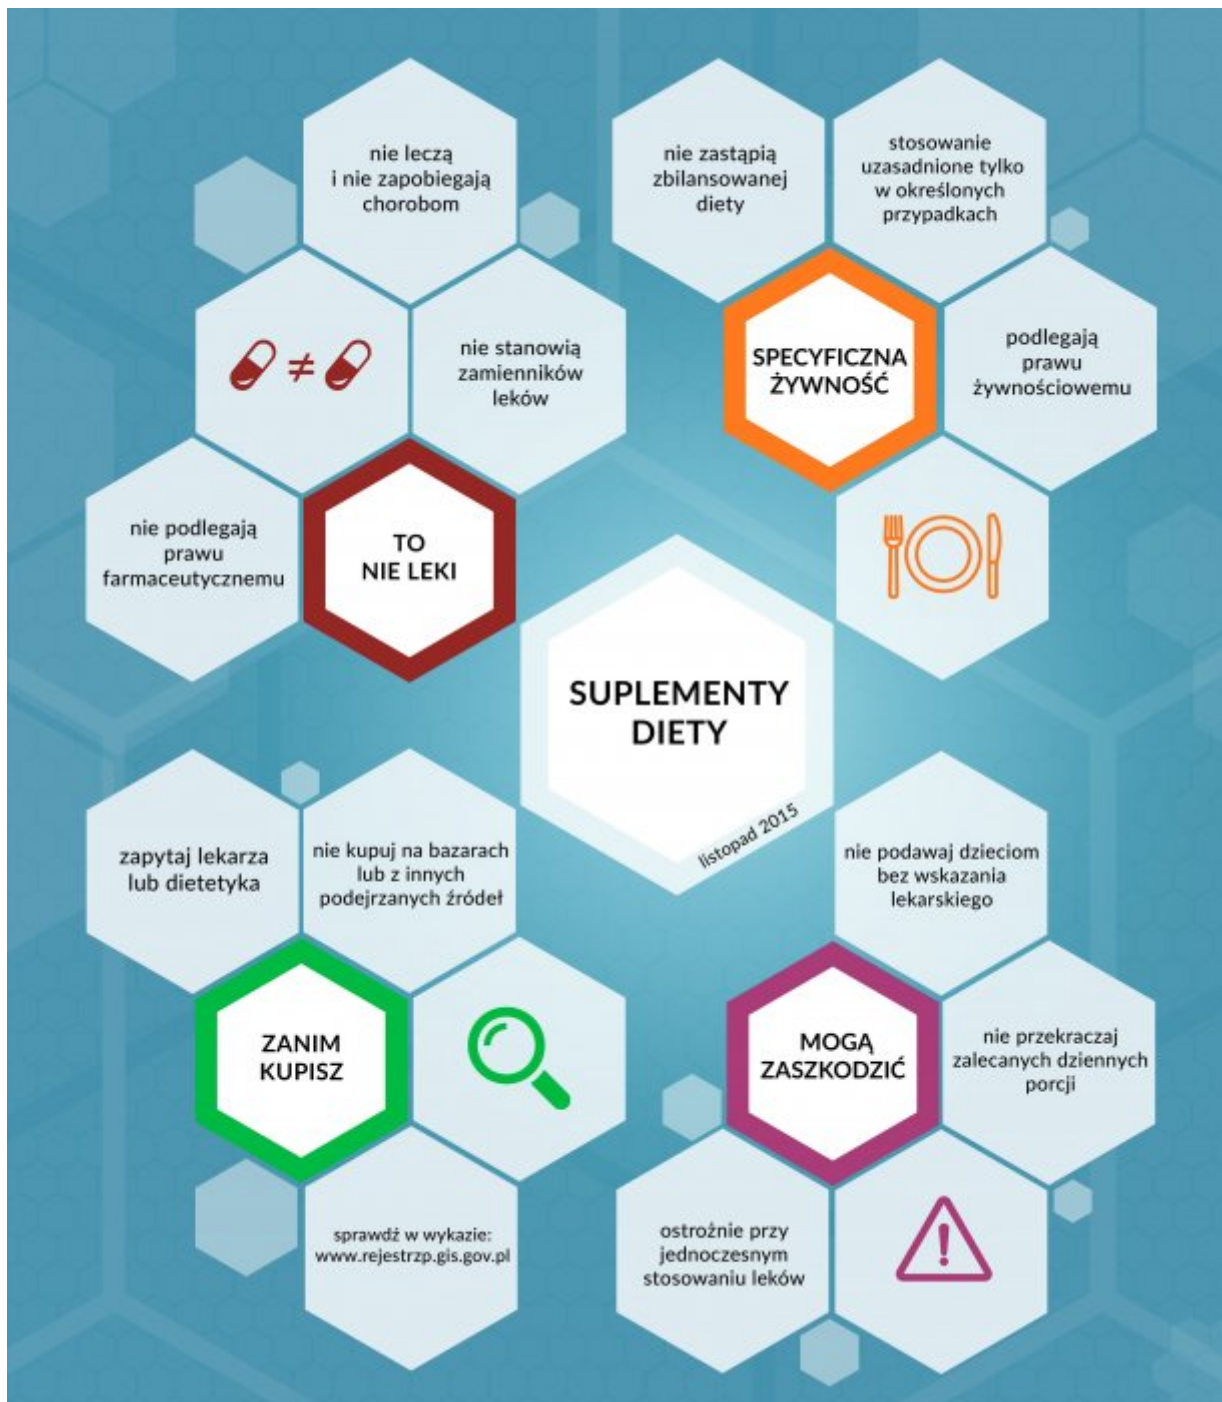 nie leczą
i nie zapobiegają
chorobom
nie stanowią
zamienników
leków
nie podlegają
prawu
farmaceutycznemu
TO
NIE LEKI
nie zastąpią
zbilansowanej
diety
stosowanie
uzasadnione tylko
w określonych
przypadkach
SPECYFICZNA
ŻYWNOŚĆ
podlegają
prawu
żywnościowemu
SUPLEMENTY
DIETY
listopad 2015
zapytaj lekarza
lub dietetyka
nie kupuj na bazarach
lub z innych
podejrzanych źródeł
ZANIM
KUPISZ
sprawdź w wykazie:
www.rejestrzp.gis.gov.pl
nie podawaj dzieciom
bez wskazania
lekarskiego
MOGĄ
ZASZKODZIĆ
nie przekraczaj
zalecanych dziennych
porcji
ostrożnie przy
jednoczesnym
stosowaniu leków